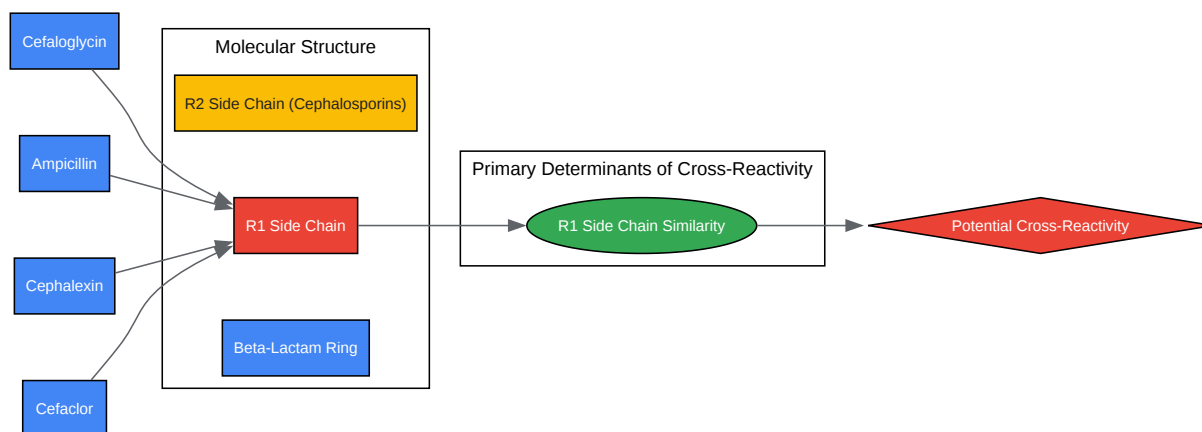 Cefaloglycin
Ampicillin
Cephalexin
Cefaclor
Molecular Structure
R2 Side Chain (Cephalosporins)
R1 Side Chain
Beta-Lactam Ring
Primary Determinants of Cross-Reactivity
R1 Side Chain Similarity
Potential Cross-Reactivity